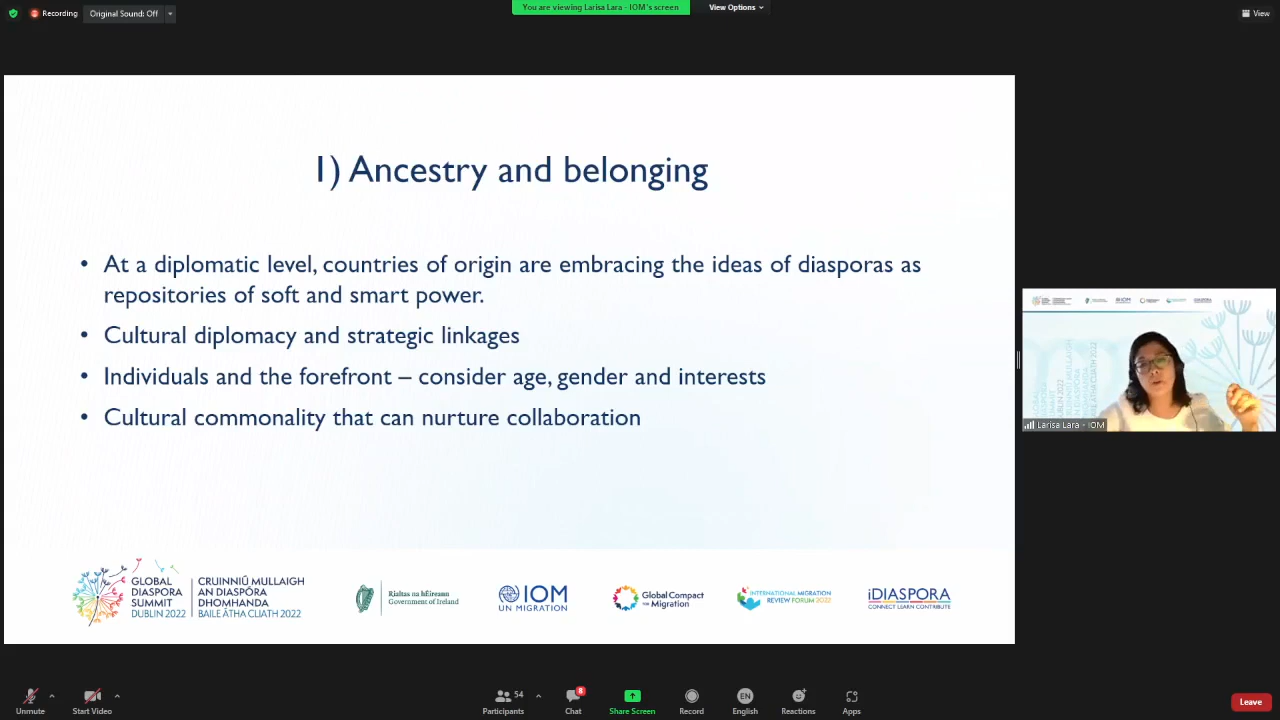 Recording
Original Sound: Off
You are viewing Larisa Lara - IOM's screen
View Options
View
1) Ancestry and belonging
• At a diplomatic level, countries of origin are embracing the ideas of diasporas as
repositories of soft and smart power.
• Cultural diplomacy and strategic linkages
• Individuals and the forefront – consider age, gender and interests
• Cultural commonality that can nurture collaboration
GLOBAL
DIASPORA
SUMMIT
DUBLIN 2022
CRUINNIÚ MULLAIGH
AN DIASPÓRA
DHOMHANDA
BAILE ÁTHA CLIATH 2022
Rialtas na hÉireann
Government of Ireland
IOM
UN MIGRATION
Global Compact
for Migration
INTERNATIONAL MIGRATION
REVIEW FORUM 2022
iDIASPORA
CONNECT LEARN CONTRIBUTE
Larisa Lara - IOM
Unmute
Start Video
54
Participants
8
Chat
Share Screen
Record
EN
English
Reactions
Apps
Leave